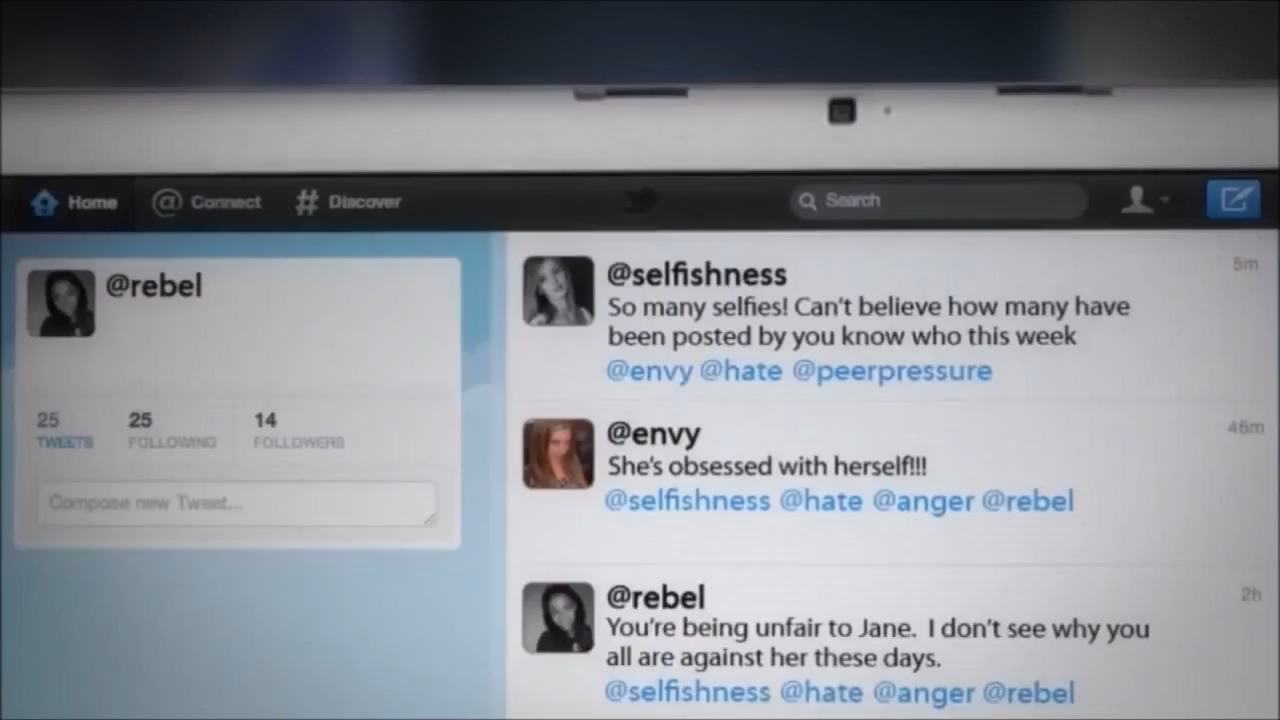 Home @ Connect # Discover Search
@rebel
25 25 14
TWEETS FOLLOWING FOLLOWERS
Compose new Tweet...
@selfishness 5m
So many selfies! Can't believe how many have
been posted by you know who this week
@envy @hate @peerpressure
@envy 46m
She's obsessed with herself!!!
@selfishness @hate @anger @rebel
@rebel 2h
You're being unfair to Jane. I don't see why you
all are against her these days.
@selfishness @hate @anger @rebel